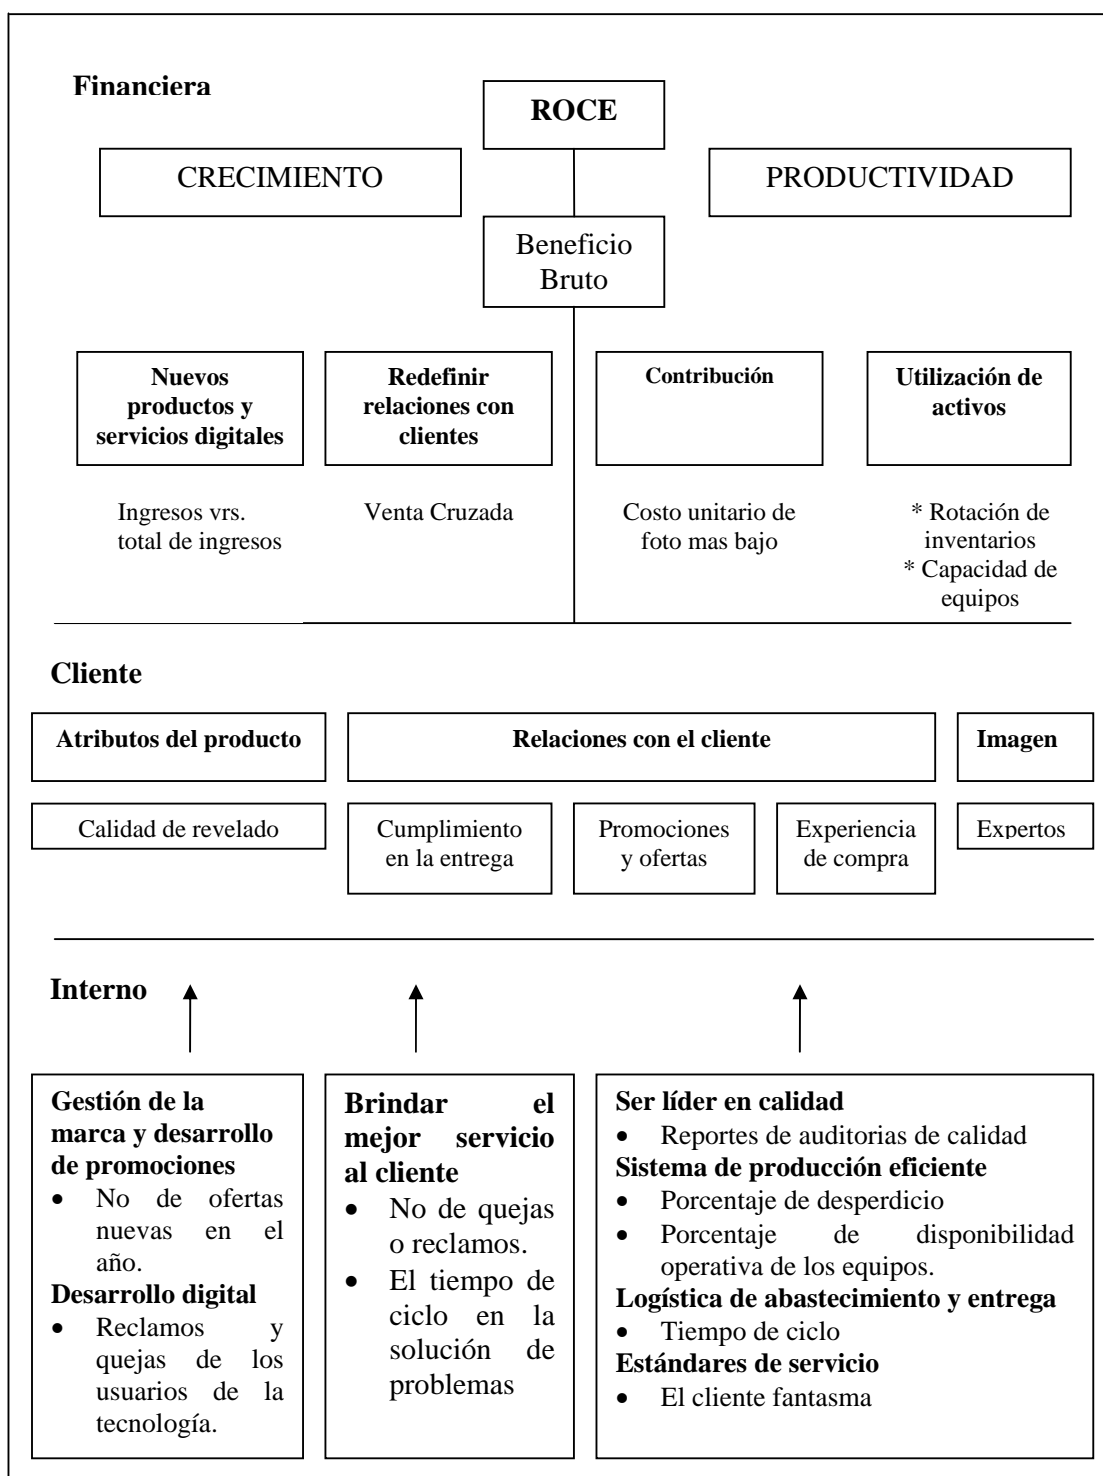 Financiera
ROCE
CRECIMIENTO
PRODUCTIVIDAD
Beneficio
Bruto
Nuevos
productos y
servicios digitales
Redefinir
relaciones con
clientes
Contribución
Utilización de
activos
Ingresos vrs.
total de ingresos
Venta Cruzada
Costo unitario de
foto mas bajo
* Rotación de
inventarios
* Capacidad de
equipos
Cliente
Atributos del producto
Relaciones con el cliente
Imagen
Calidad de revelado
Cumplimiento
en la entrega
Promociones
y ofertas
Experiencia
de compra
Expertos
Interno
Gestión de la
marca y desarrollo
de promociones
• No de ofertas
nuevas en el
año.
Desarrollo digital
• Reclamos y
quejas de los
usuarios de la
tecnología.
Brindar el
mejor servicio
al cliente
• No de quejas
o reclamos.
• El tiempo de
ciclo en la
solución de
problemas
Ser líder en calidad
• Reportes de auditorias de calidad
Sistema de producción eficiente
• Porcentaje de desperdicio
• Porcentaje de disponibilidad
operativa de los equipos.
Logística de abastecimiento y entrega
• Tiempo de ciclo
Estándares de servicio
• El cliente fantasma